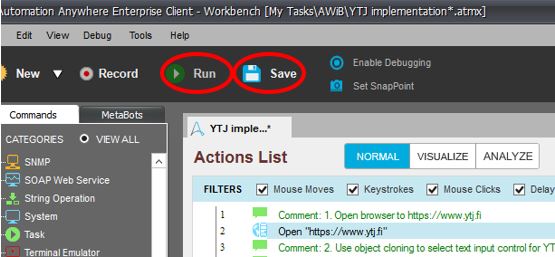 Automation Anywhere Enterprise Client - Workbench [My Tasks\AWiB\YTJ implementation*.atmx]
Edit View Debug Tools Help
New Record Run Save Enable Debugging
Set SnapPoint
Commands MetaBots
YTJ imple...*
CATEGORIES VIEW ALL
Actions List NORMAL VISUALIZE ANALYZE
SNMP
SOAP Web Service
String Operation
System
Task
Terminal Emulator
FILTERS Mouse Moves Keystrokes Mouse Clicks Delay
1 Comment: 1. Open browser to https://www.ytj.fi
2 Open "https://www.ytj.fi"
3 Comment: 2. Use object cloning to select text input control for YT